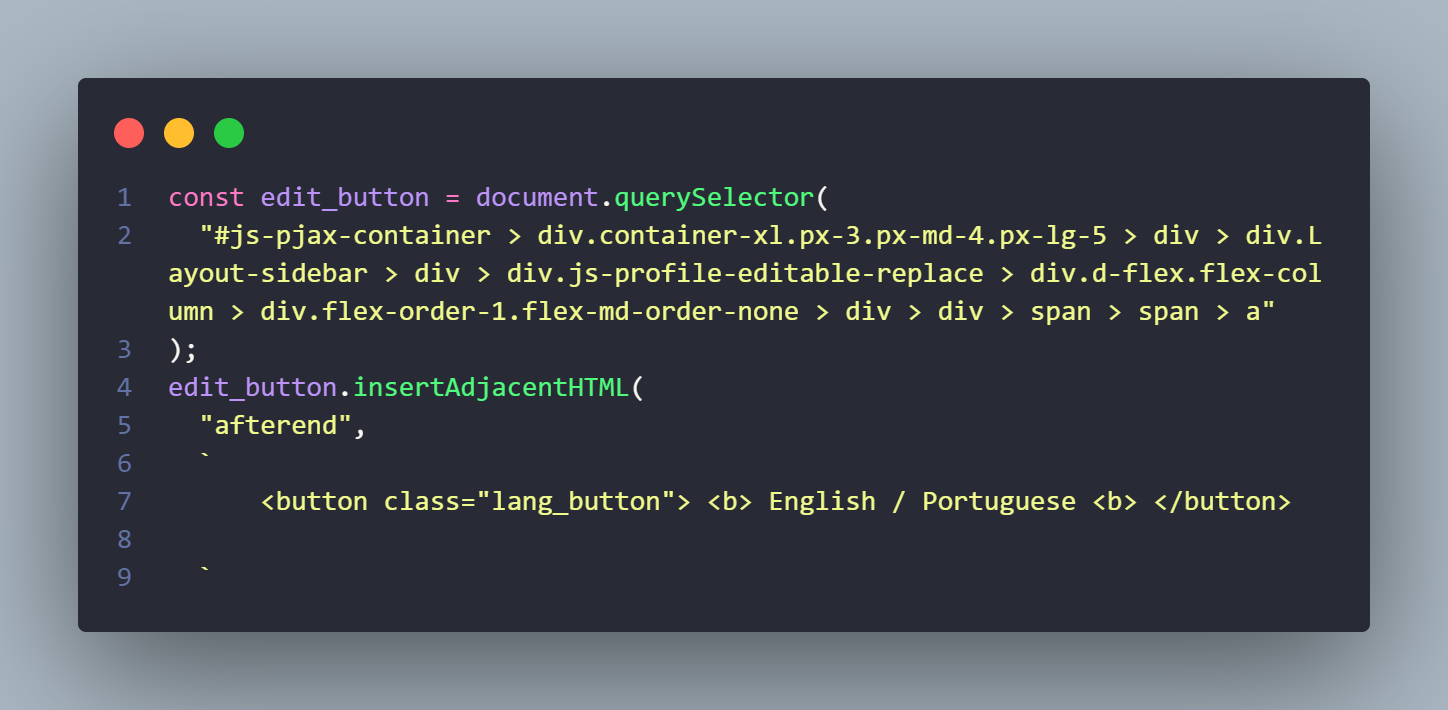 1 const edit_button = document.querySelector(
2   "#js-pjax-container > div.container-xl.px-3.px-md-4.px-lg-5 > div > div.L
ayout-sidebar > div > div.js-profile-editable-replace > div.d-flex.flex-col
umn > div.flex-order-1.flex-md-order-none > div > div > span > span > a"
3 );
4 edit_button.insertAdjacentHTML(
5   "afterend",
6   `
7       <button class="lang_button"> <b> English / Portuguese <b> </button>
8
9   `